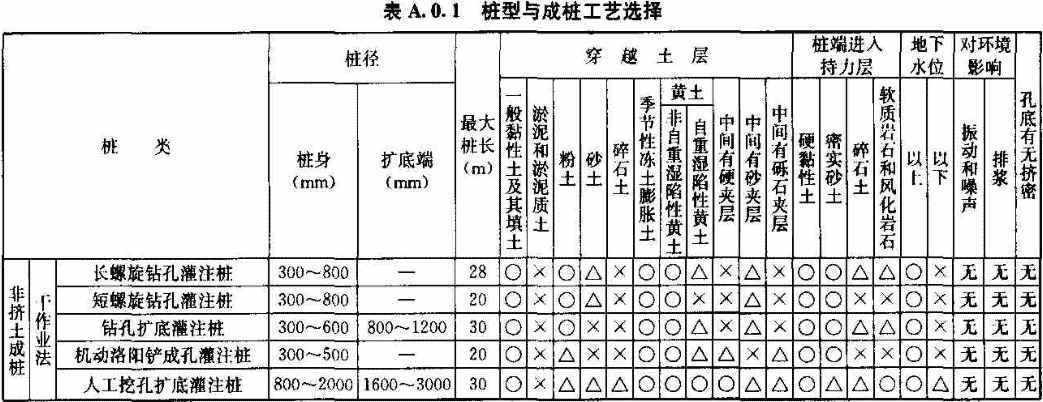 表 A.0.1 桩型与成桩工艺选择
桩 类
桩径
桩身 (mm)
扩底端 (mm)
最大桩长 (m)
穿 越 土 层
一般黏性土及其填土
淤泥和淤泥质土
粉土
砂土
碎石土
季节性冻土膨胀土
黄土
非自重湿陷性黄土
自重湿陷性黄土
中间有硬夹层
中间有砂夹层
中间有砾石夹层
桩端进入持力层
硬黏性土
密实砂土
碎石土
软质岩石和风化岩石
地下水位
以上
以下
对环境影响
振动和噪声
排浆
孔底有无挤密
非挤土成桩
干作业法
长螺旋钻孔灌注桩 300～800 — 28 ○ × ○ △ × ○ ○ △ × △ × ○ ○ △ △ ○ × 无 无 无
短螺旋钻孔灌注桩 300～800 — 20 ○ × ○ △ × ○ ○ × × △ × ○ ○ × × ○ × 无 无 无
钻孔扩底灌注桩 300～600 800～1200 30 ○ × ○ × × ○ ○ △ × △ × ○ ○ △ △ ○ × 无 无 无
机动洛阳铲成孔灌注桩 300～500 — 20 ○ × △ × × ○ ○ △ △ × △ ○ ○ × × ○ × 无 无 无
人工挖孔扩底灌注桩 800～2000 1600～3000 30 ○ × △ △ △ ○ ○ ○ ○ △ △ ○ △ △ ○ ○ △ 无 无 无